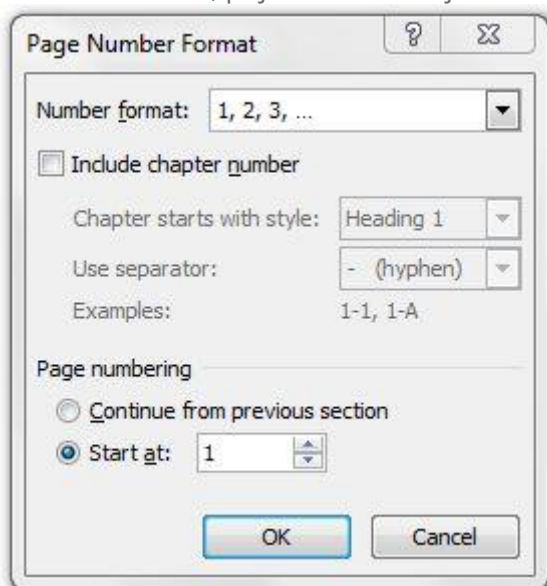 Page Number Format
Number format: 1, 2, 3, ...
Include chapter number
Chapter starts with style: Heading 1
Use separator: - (hyphen)
Examples: 1-1, 1-A
Page numbering
Continue from previous section
Start at: 1
OK Cancel